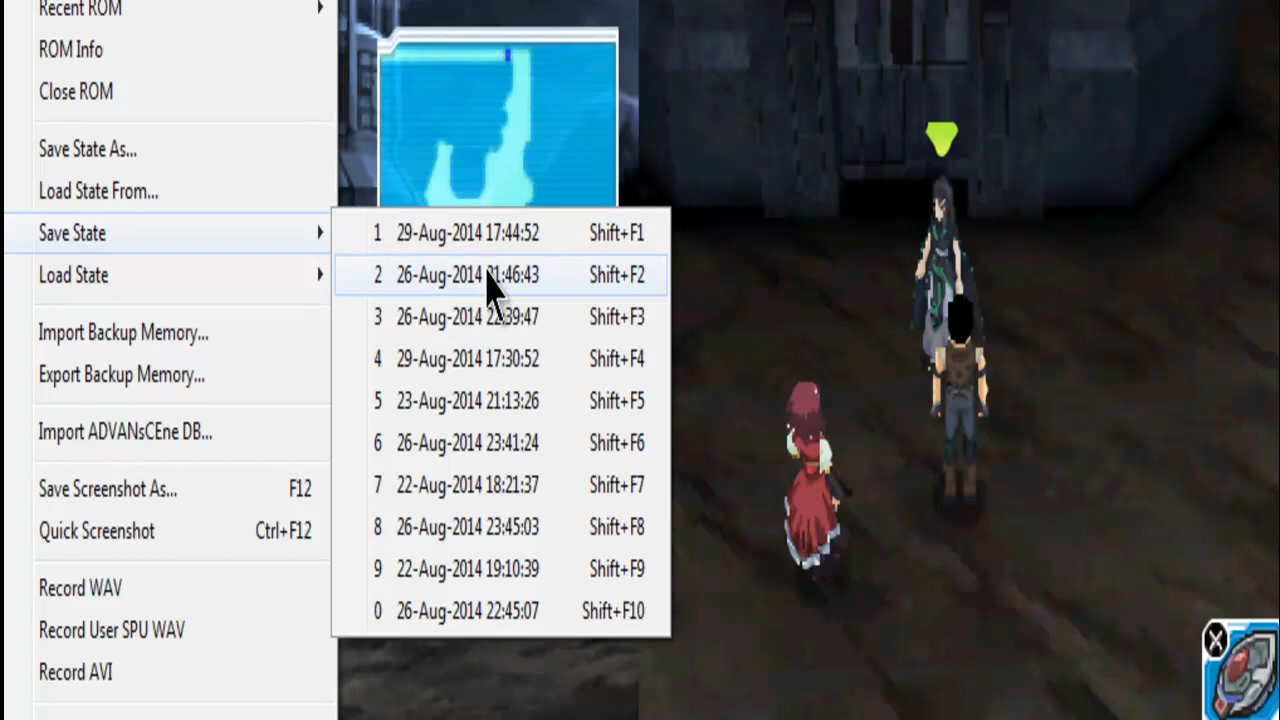 Recent ROM
ROM Info
Close ROM
Save State As...
Load State From...
Save State
Load State
Import Backup Memory...
Export Backup Memory...
Import ADVANsCEne DB...
Save Screenshot As... F12
Quick Screenshot Ctrl+F12
Record WAV
Record User SPU WAV
Record AVI
1 29-Aug-2014 17:44:52 Shift+F1
2 26-Aug-2014 Shift+F2
3 26-Aug-2014 Shift+F3
4 29-Aug-2014 17:30:52 Shift+F4
5 23-Aug-2014 21:13:26 Shift+F5
6 26-Aug-2014 23:41:24 Shift+F6
7 22-Aug-2014 18:21:37 Shift+F7
8 26-Aug-2014 23:45:03 Shift+F8
9 22-Aug-2014 19:10:39 Shift+F9
0 26-Aug-2014 22:45:07 Shift+F10
X